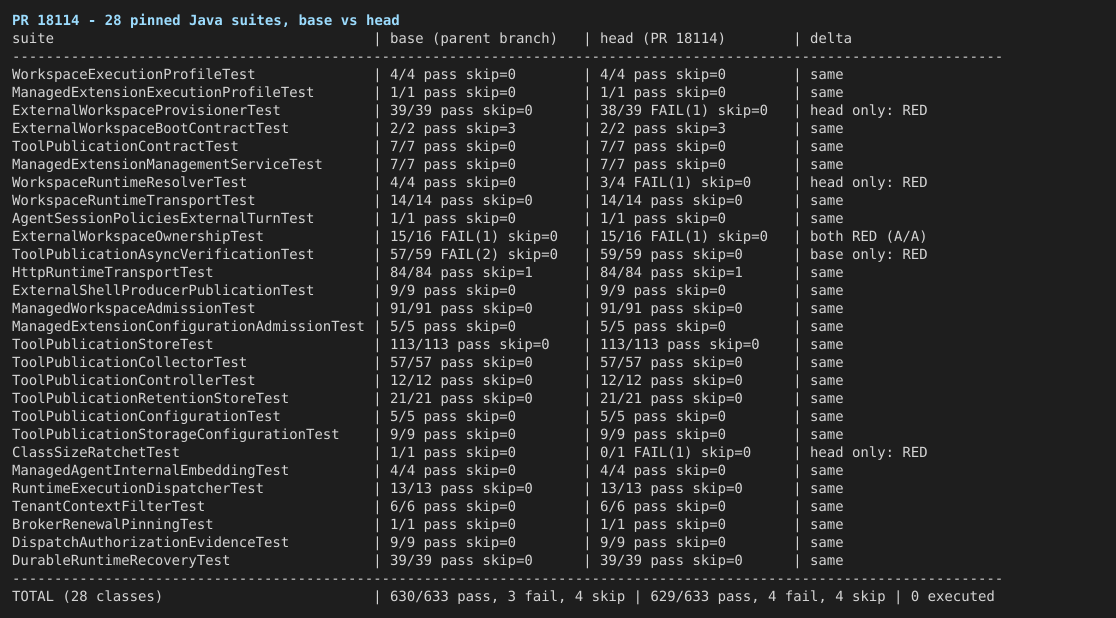 PR 18114 - 28 pinned Java suites, base vs head
suite | base (parent branch) | head (PR 18114) | delta
----------------------------------------------------------------------------------------------------------------------
WorkspaceExecutionProfileTest | 4/4 pass skip=0 | 4/4 pass skip=0 | same
ManagedExtensionExecutionProfileTest | 1/1 pass skip=0 | 1/1 pass skip=0 | same
ExternalWorkspaceProvisionerTest | 39/39 pass skip=0 | 38/39 FAIL(1) skip=0 | head only: RED
ExternalWorkspaceBootContractTest | 2/2 pass skip=3 | 2/2 pass skip=3 | same
ToolPublicationContractTest | 7/7 pass skip=0 | 7/7 pass skip=0 | same
ManagedExtensionManagementServiceTest | 7/7 pass skip=0 | 7/7 pass skip=0 | same
WorkspaceRuntimeResolverTest | 4/4 pass skip=0 | 3/4 FAIL(1) skip=0 | head only: RED
WorkspaceRuntimeTransportTest | 14/14 pass skip=0 | 14/14 pass skip=0 | same
AgentSessionPoliciesExternalTurnTest | 1/1 pass skip=0 | 1/1 pass skip=0 | same
ExternalWorkspaceOwnershipTest | 15/16 FAIL(1) skip=0 | 15/16 FAIL(1) skip=0 | both RED (A/A)
ToolPublicationAsyncVerificationTest | 57/59 FAIL(2) skip=0 | 59/59 pass skip=0 | base only: RED
HttpRuntimeTransportTest | 84/84 pass skip=1 | 84/84 pass skip=1 | same
ExternalShellProducerPublicationTest | 9/9 pass skip=0 | 9/9 pass skip=0 | same
ManagedWorkspaceAdmissionTest | 91/91 pass skip=0 | 91/91 pass skip=0 | same
ManagedExtensionConfigurationAdmissionTest | 5/5 pass skip=0 | 5/5 pass skip=0 | same
ToolPublicationStoreTest | 113/113 pass skip=0 | 113/113 pass skip=0 | same
ToolPublicationCollectorTest | 57/57 pass skip=0 | 57/57 pass skip=0 | same
ToolPublicationControllerTest | 12/12 pass skip=0 | 12/12 pass skip=0 | same
ToolPublicationRetentionStoreTest | 21/21 pass skip=0 | 21/21 pass skip=0 | same
ToolPublicationConfigurationTest | 5/5 pass skip=0 | 5/5 pass skip=0 | same
ToolPublicationStorageConfigurationTest | 9/9 pass skip=0 | 9/9 pass skip=0 | same
ClassSizeRatchetTest | 1/1 pass skip=0 | 0/1 FAIL(1) skip=0 | head only: RED
ManagedAgentInternalEmbeddingTest | 4/4 pass skip=0 | 4/4 pass skip=0 | same
RuntimeExecutionDispatcherTest | 13/13 pass skip=0 | 13/13 pass skip=0 | same
TenantContextFilterTest | 6/6 pass skip=0 | 6/6 pass skip=0 | same
BrokerRenewalPinningTest | 1/1 pass skip=0 | 1/1 pass skip=0 | same
DispatchAuthorizationEvidenceTest | 9/9 pass skip=0 | 9/9 pass skip=0 | same
DurableRuntimeRecoveryTest | 39/39 pass skip=0 | 39/39 pass skip=0 | same
----------------------------------------------------------------------------------------------------------------------
TOTAL (28 classes) | 630/633 pass, 3 fail, 4 skip | 629/633 pass, 4 fail, 4 skip | 0 executed